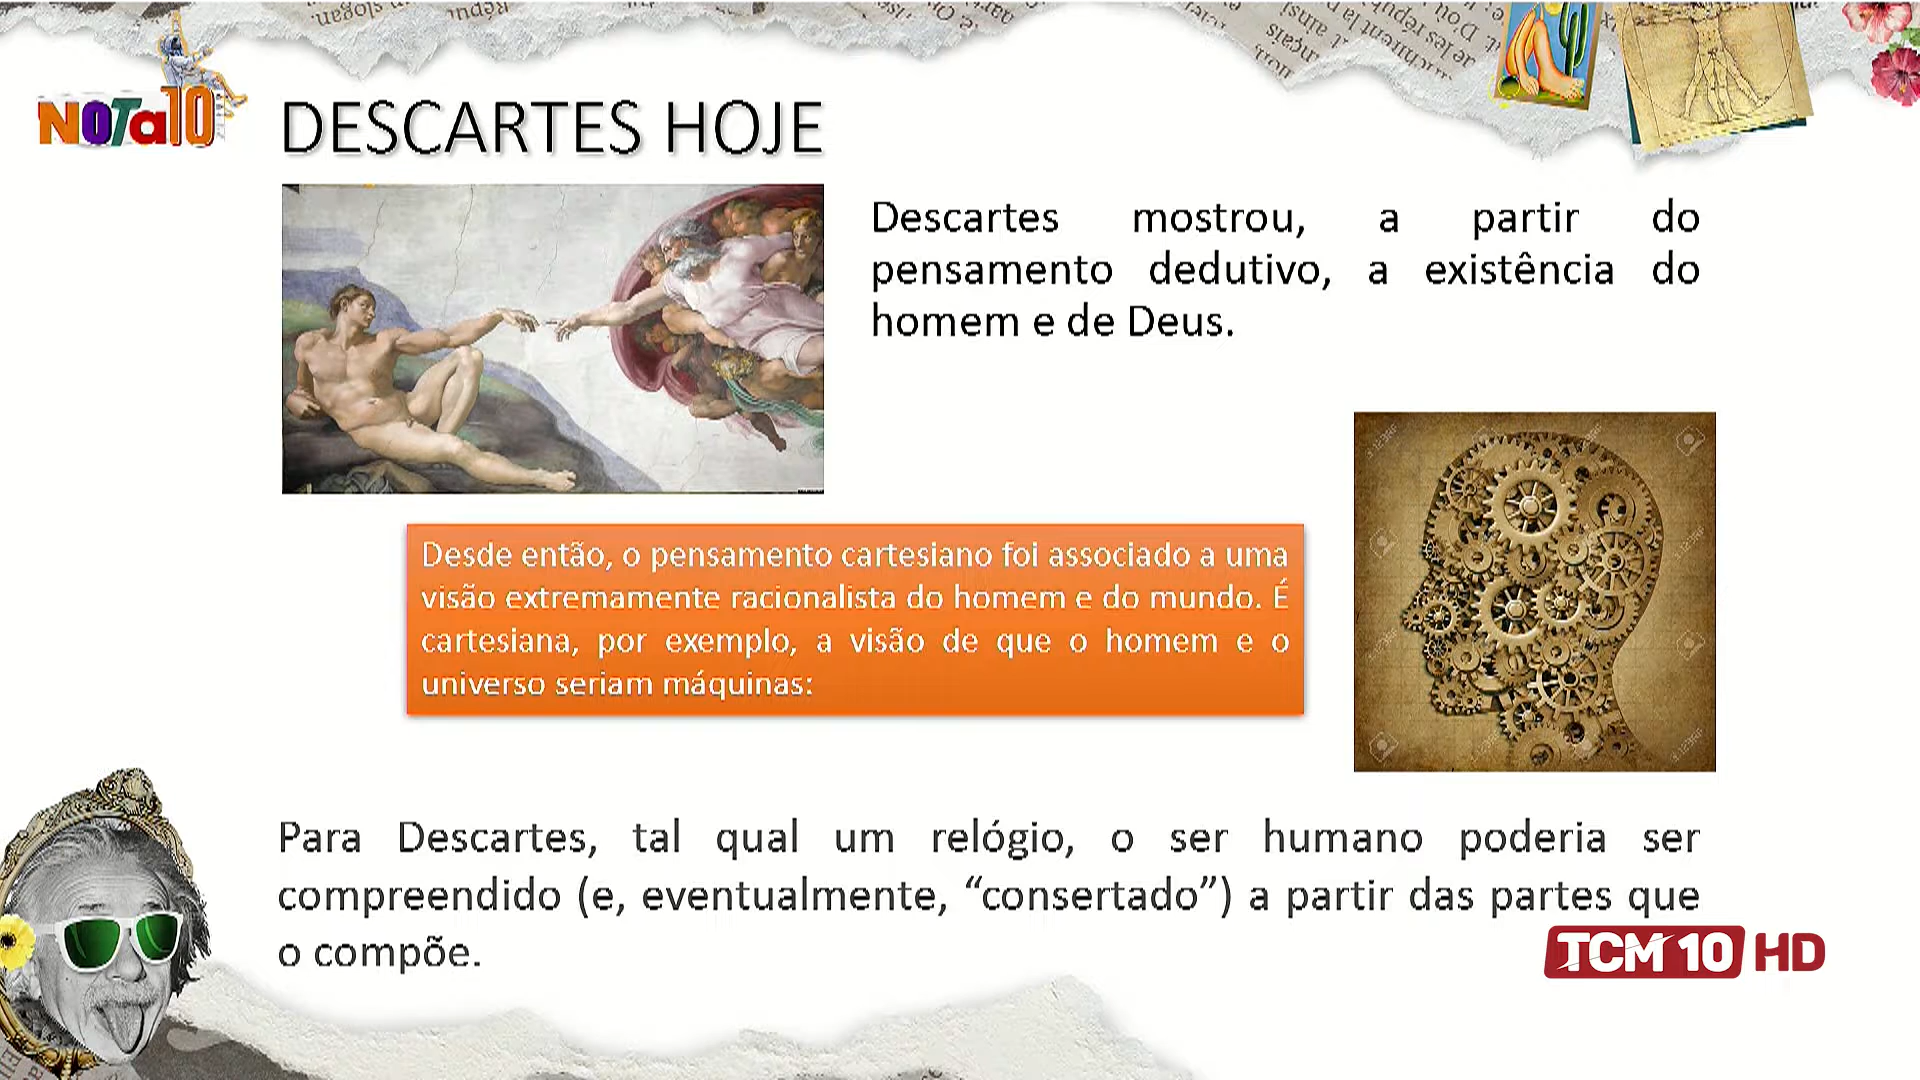 NOTa10
DESCARTES HOJE
Descartes mostrou, a partir do
pensamento dedutivo, a existência do
homem e de Deus.
Desde então, o pensamento cartesiano foi associado a uma
visão extremamente racionalista do homem e do mundo. É
cartesiana, por exemplo, a visão de que o homem e o
universo seriam máquinas:
Para Descartes, tal qual um relógio, o ser humano poderia ser
compreendido (e, eventualmente, “consertado”) a partir das partes que
o compõe.
TCM 10 HD